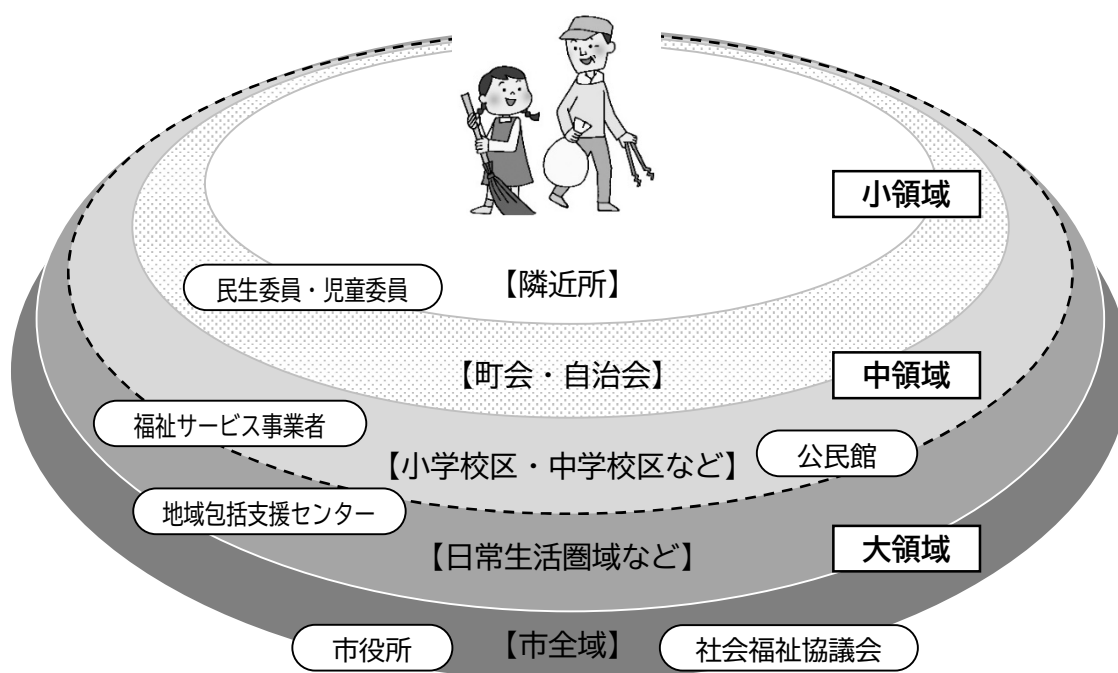 小領域
民生委員・児童委員
【隣近所】
【町会・自治会】
中領域
福祉サービス事業者
【小学校区・中学校区など】
公民館
地域包括支援センター
【日常生活圏域など】
大領域
市役所
【市全域】
社会福祉協議会